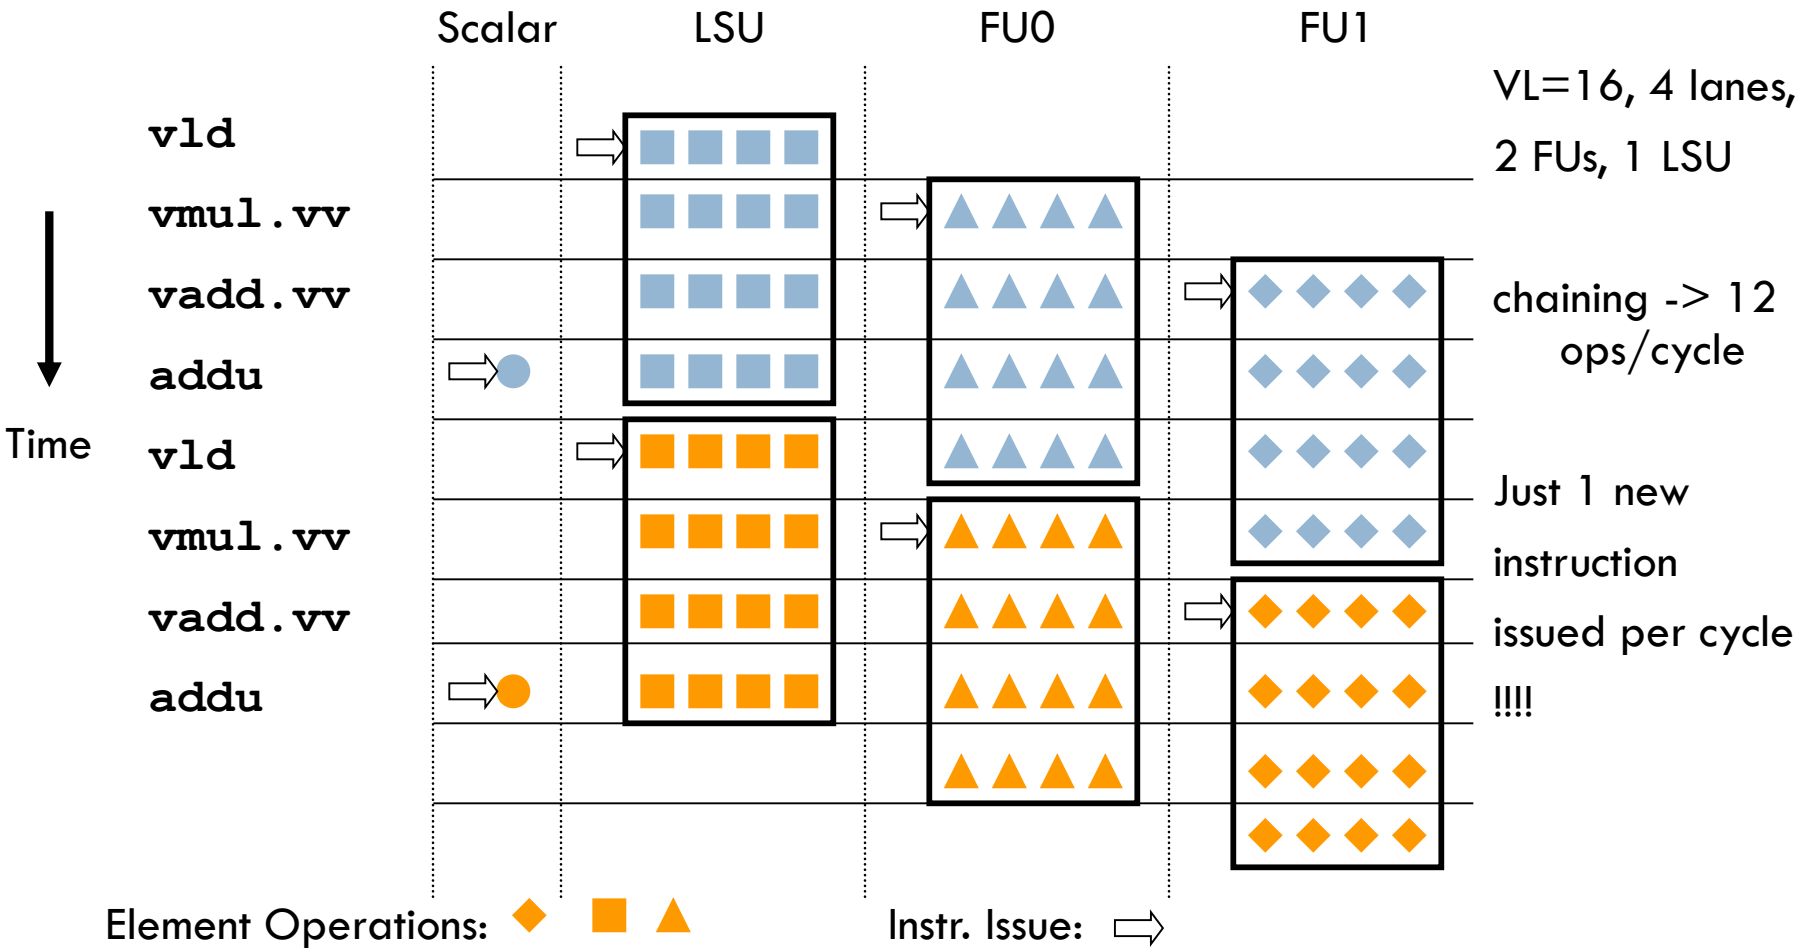 Scalar LSU FU0 FU1
VL=16, 4 lanes,
2 FUs, 1 LSU
vld
vmul.vv
vadd.vv
addu
vld
vmul.vv
vadd.vv
addu
Time
chaining -> 12
ops/cycle
Just 1 new
instruction
issued per cycle
!!!!
Element Operations:
Instr. Issue: